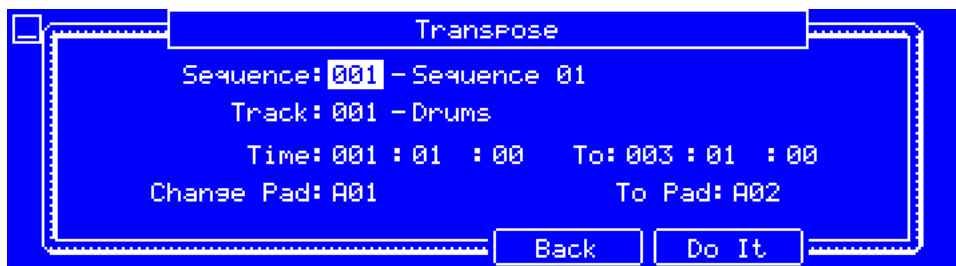 Transpose
Sequence: 001 - Sequence 01
Track: 001 - Drums
Time: 001 : 01 : 00 To: 003 : 01 : 00
Change Pad: A01 To Pad: A02
Back Do It